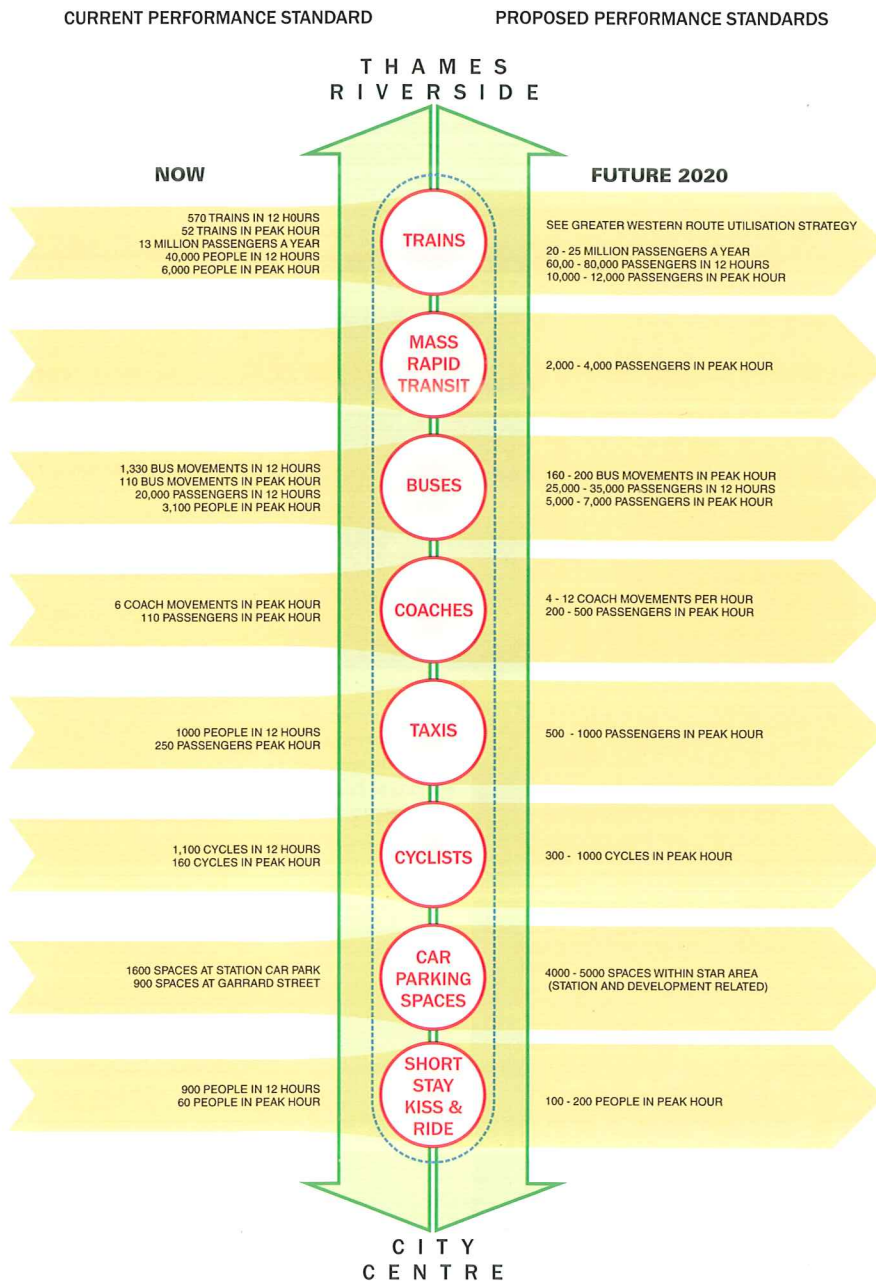 CURRENT PERFORMANCE STANDARD
PROPOSED PERFORMANCE STANDARDS
THAMES
RIVERSIDE
NOW
FUTURE 2020
570 TRAINS IN 12 HOURS
52 TRAINS IN PEAK HOUR
13 MILLION PASSENGERS A YEAR
40,000 PEOPLE IN 12 HOURS
6,000 PEOPLE IN PEAK HOUR
TRAINS
SEE GREATER WESTERN ROUTE UTILISATION STRATEGY
20 - 25 MILLION PASSENGERS A YEAR
60,00 - 80,000 PASSENGERS IN 12 HOURS
10,000 - 12,000 PASSENGERS IN PEAK HOUR
MASS
RAPID
TRANSIT
2,000 - 4,000 PASSENGERS IN PEAK HOUR
1,330 BUS MOVEMENTS IN 12 HOURS
110 BUS MOVEMENTS IN PEAK HOUR
20,000 PASSENGERS IN 12 HOURS
3,100 PEOPLE IN PEAK HOUR
BUSES
160 - 200 BUS MOVEMENTS IN PEAK HOUR
25,000 - 35,000 PASSENGERS IN 12 HOURS
5,000 - 7,000 PASSENGERS IN PEAK HOUR
6 COACH MOVEMENTS IN PEAK HOUR
110 PASSENGERS IN PEAK HOUR
COACHES
4 - 12 COACH MOVEMENTS PER HOUR
200 - 500 PASSENGERS IN PEAK HOUR
1000 PEOPLE IN 12 HOURS
250 PASSENGERS PEAK HOUR
TAXIS
500 - 1000 PASSENGERS IN PEAK HOUR
1,100 CYCLES IN 12 HOURS
160 CYCLES IN PEAK HOUR
CYCLISTS
300 - 1000 CYCLES IN PEAK HOUR
1600 SPACES AT STATION CAR PARK
900 SPACES AT GARRARD STREET
CAR
PARKING
SPACES
4000 - 5000 SPACES WITHIN STAR AREA
(STATION AND DEVELOPMENT RELATED)
900 PEOPLE IN 12 HOURS
60 PEOPLE IN PEAK HOUR
SHORT
STAY
KISS &
RIDE
100 - 200 PEOPLE IN PEAK HOUR
CITY
CENTRE